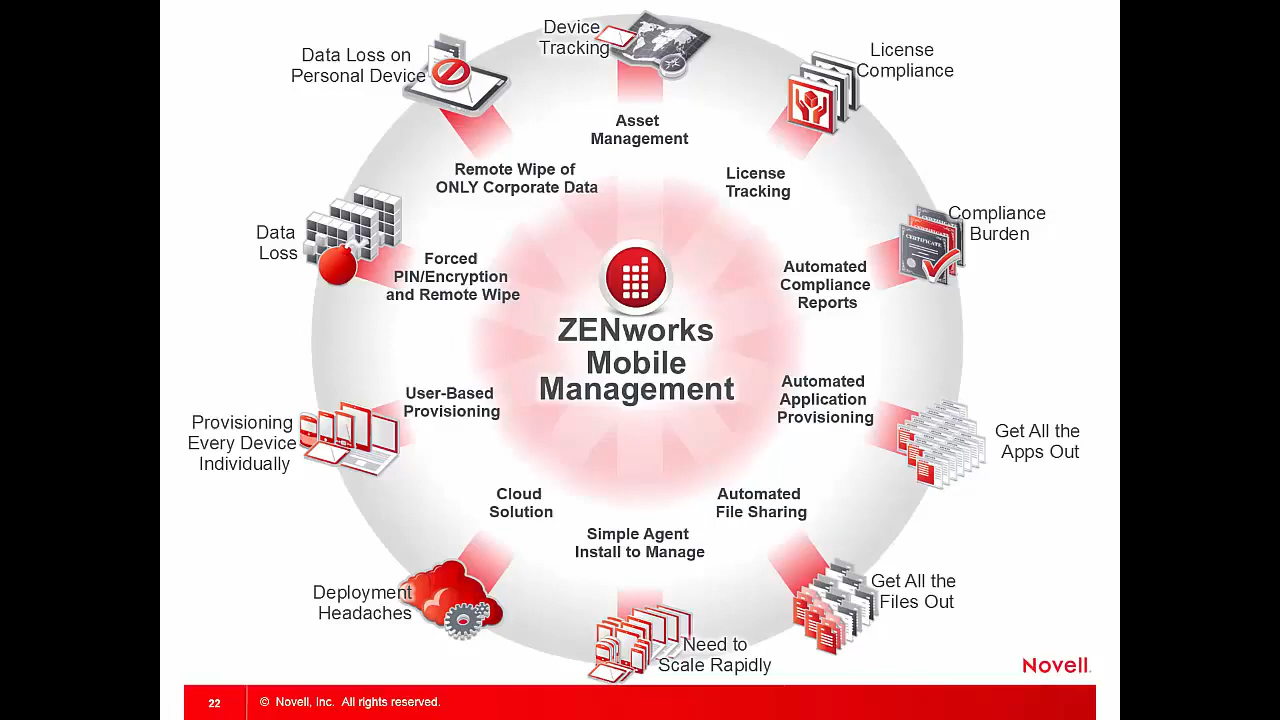 Device
Tracking
Data Loss on
Personal Device
License
Compliance
Asset
Management
Remote Wipe of
ONLY Corporate Data
License
Tracking
Data
Loss
Compliance
Burden
CERTIFICATE
Forced
PIN/Encryption
and Remote Wipe
Automated
Compliance
Reports
ZENworks
Mobile
Management
User-Based
Provisioning
Automated
Application
Provisioning
Provisioning
Every Device
Individually
Get All the
Apps Out
Cloud
Solution
Automated
File Sharing
Simple Agent
Install to Manage
Deployment
Headaches
Get All the
Files Out
Need to
Scale Rapidly
Novell.
22
© Novell, Inc. All rights reserved.